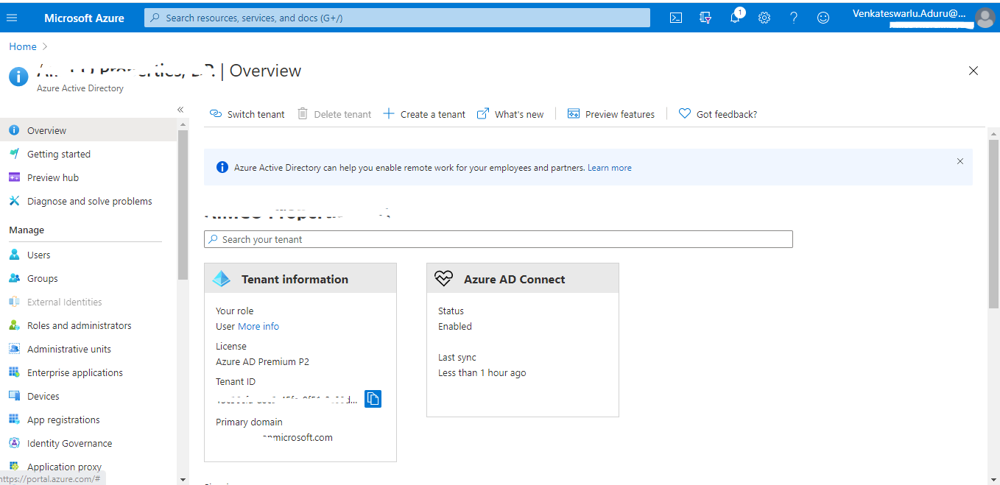 Microsoft Azure
Search resources, services, and docs (G+/)
1
Venkateswarlu.Aduru@...
Home
| Overview
Azure Active Directory
«
Switch tenant
Delete tenant
Create a tenant
What's new
Preview features
Got feedback?
Overview
Getting started
Preview hub
Diagnose and solve problems
Manage
Users
Groups
External Identities
Roles and administrators
Administrative units
Enterprise applications
Devices
App registrations
Identity Governance
Application proxy
https://portal.azure.com/#
Azure Active Directory can help you enable remote work for your employees and partners. Learn more
Search your tenant
Tenant information
Your role
User More info
License
Azure AD Premium P2
Tenant ID
Primary domain
onmicrosoft.com
Azure AD Connect
Status
Enabled
Last sync
Less than 1 hour ago